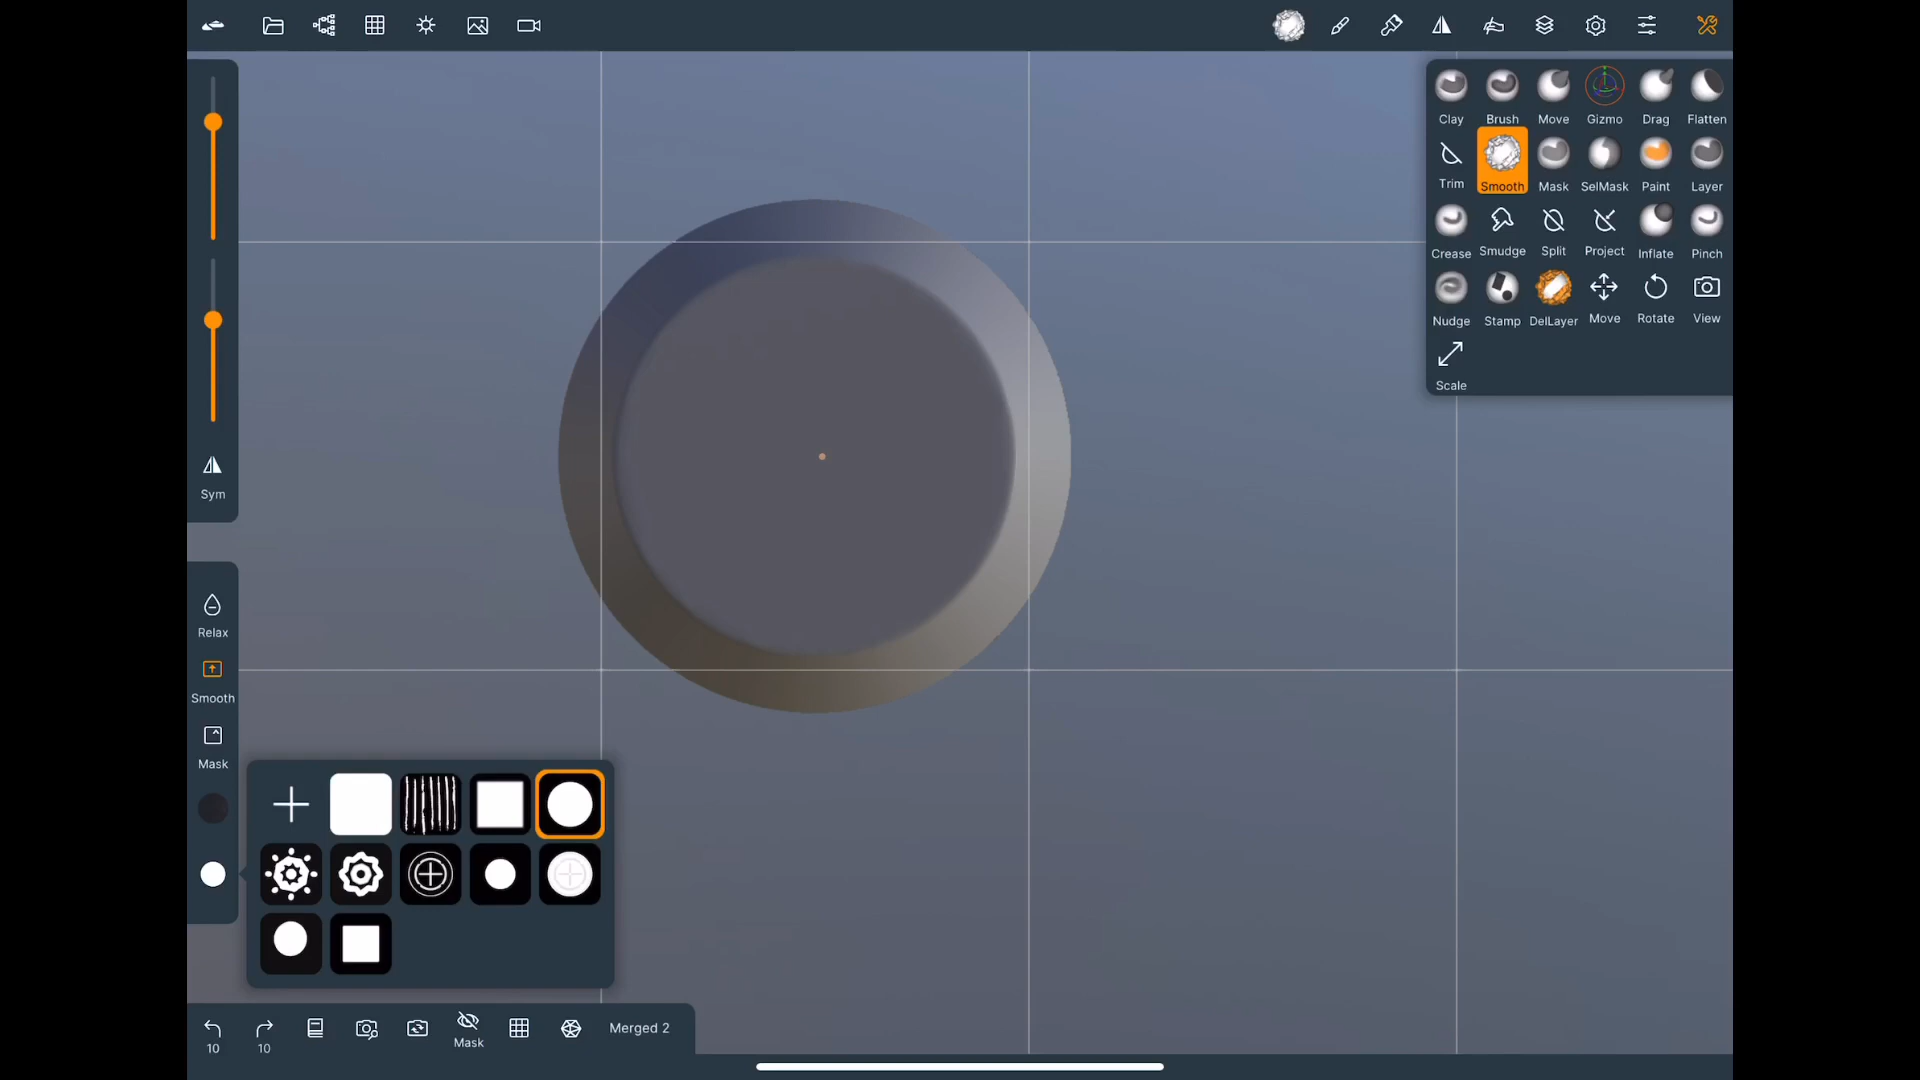 Clay Brush Move Gizmo Drag Flatten
Trim Smooth Mask SelMask Paint Layer
Crease Smudge Split Project Inflate Pinch
Nudge Stamp DelLayer Move Rotate View
Scale
Sym
Relax
Smooth
Mask
10 10 Mask Merged 2